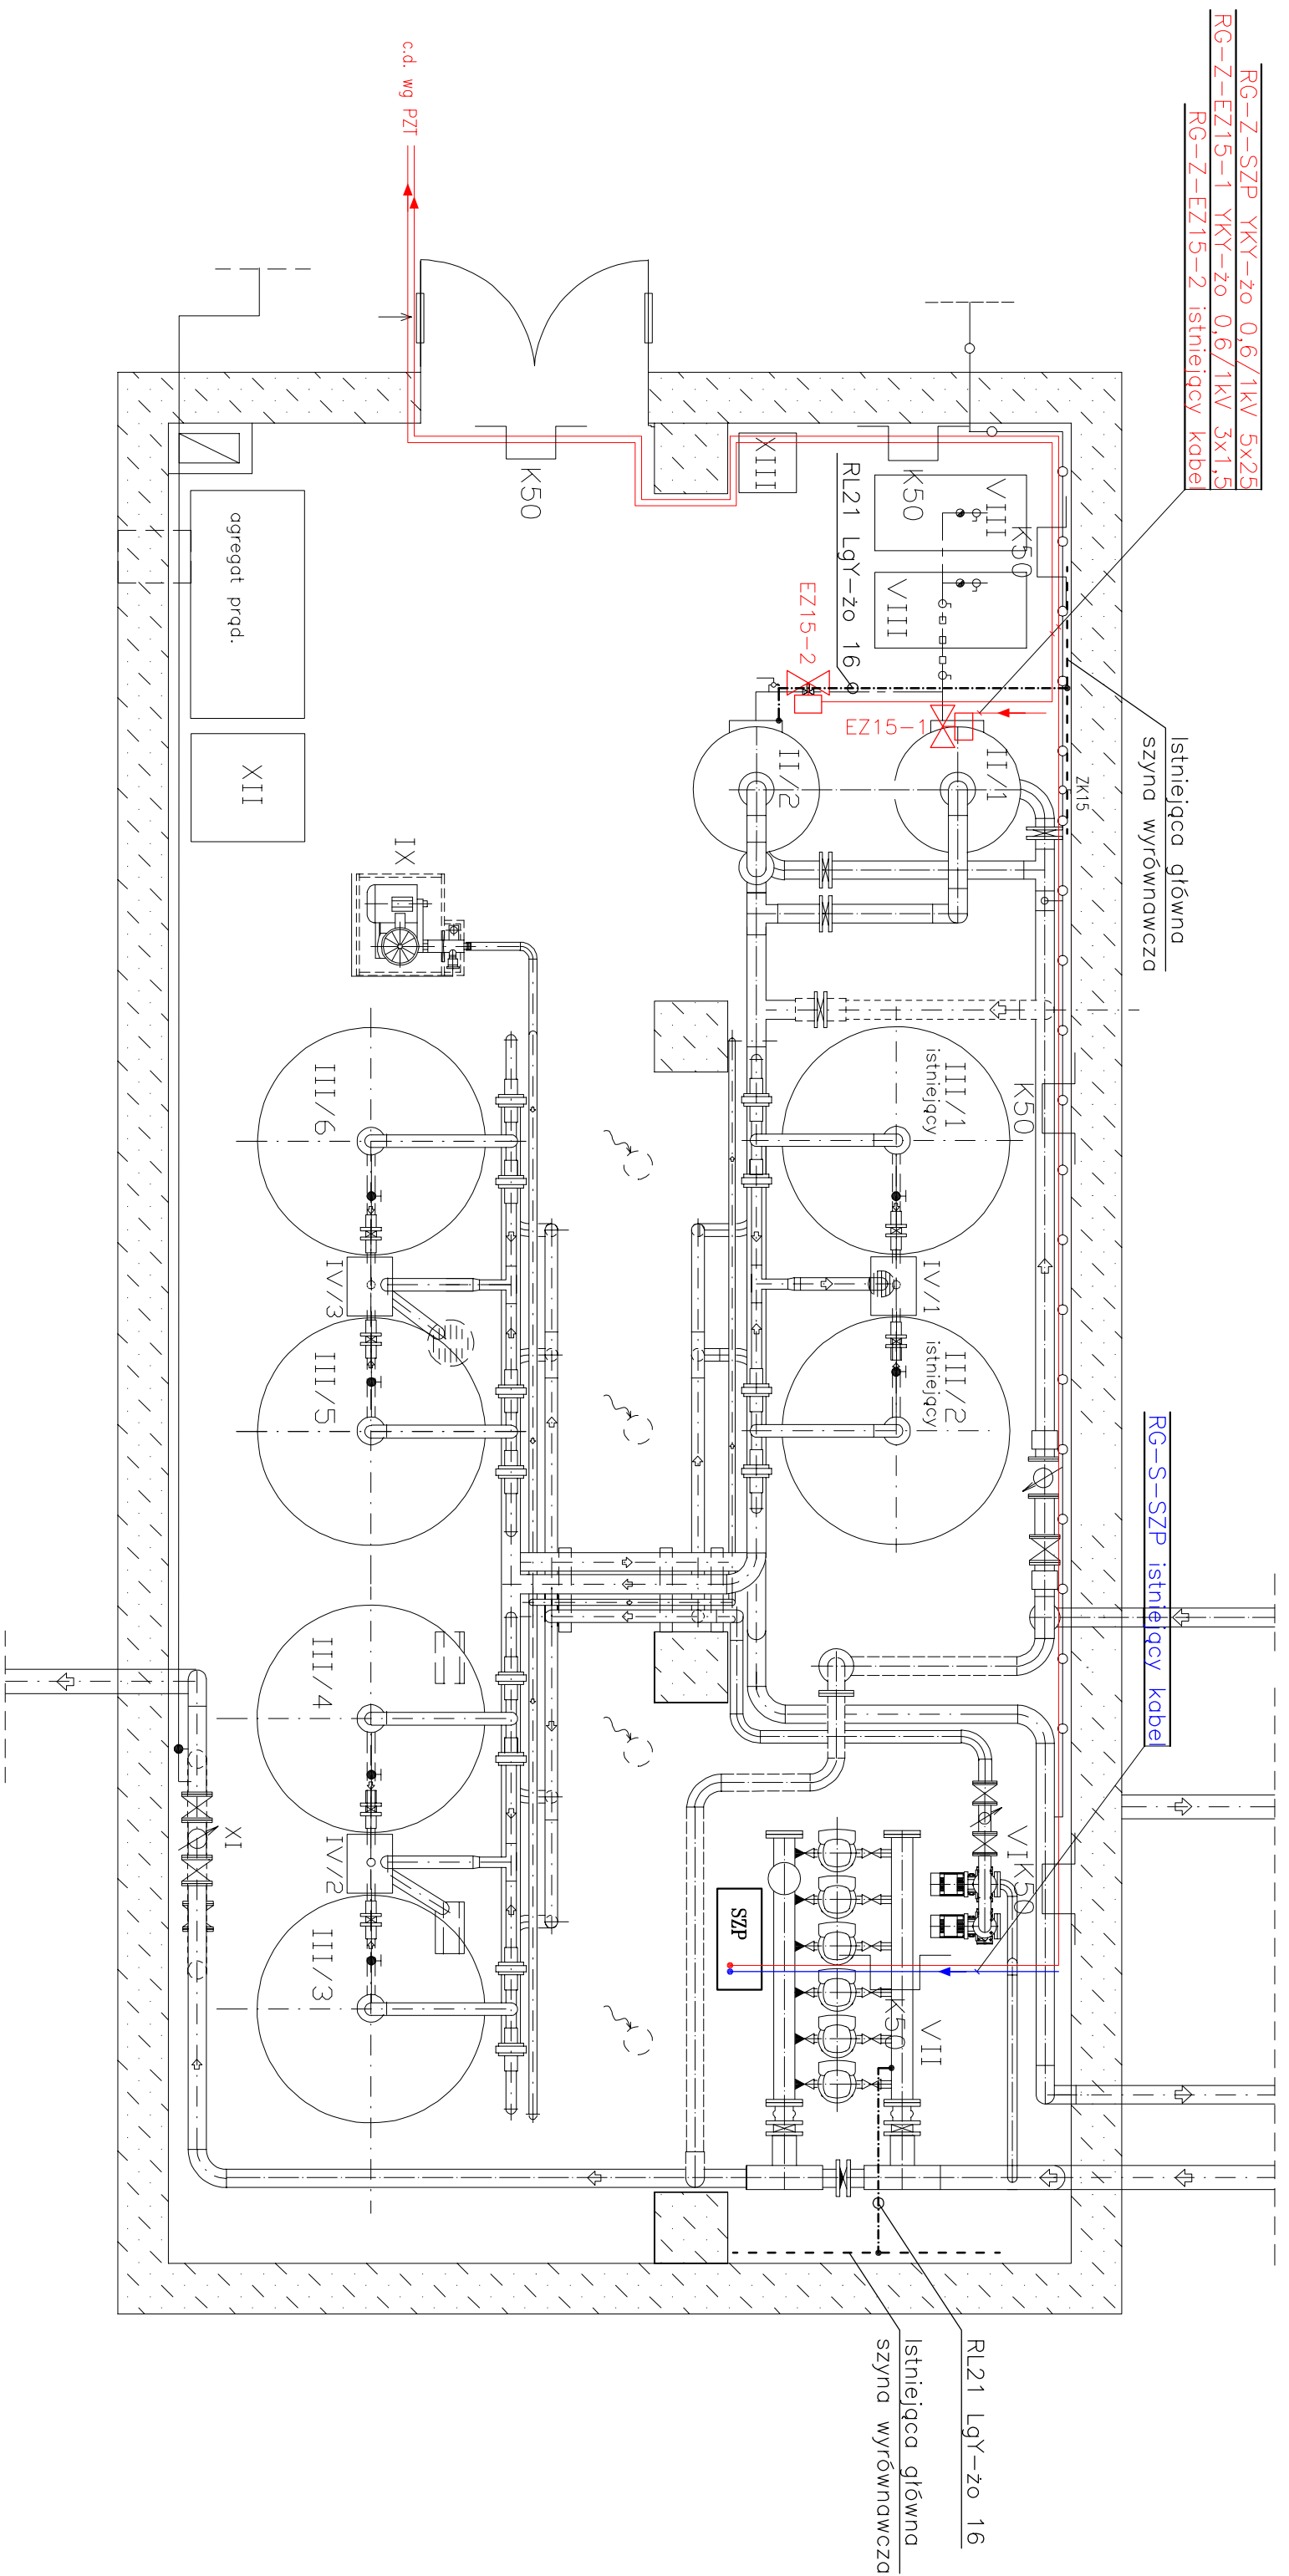 RG-Z-SZP YKY-żo 0,6/1kV 5x25
RG-Z-EZ15-1 YKY-żo 0,6/1kV 3x1,5
RG-Z-EZ15-2 istniejący kabel
c.d. wg PZT
Istniejąca główna
szyna wyrównawcza
ZK15
K50
K50
K50
XIII
VIII
VIII
RL21 LgY-żo 16
EZ15-2
EZ15-1
II/1
II/2
agregat prąd.
XII
IX
III/1
istniejący
K50
IV/1
III/2
istniejący
III/6
IV/3
III/5
RG-S-SZP istniejący kabel
III/4
IV/2
III/3
XI
VI
K50
SZP
K50
VII
RL21 LgY-żo 16
Istniejąca główna
szyna wyrównawcza